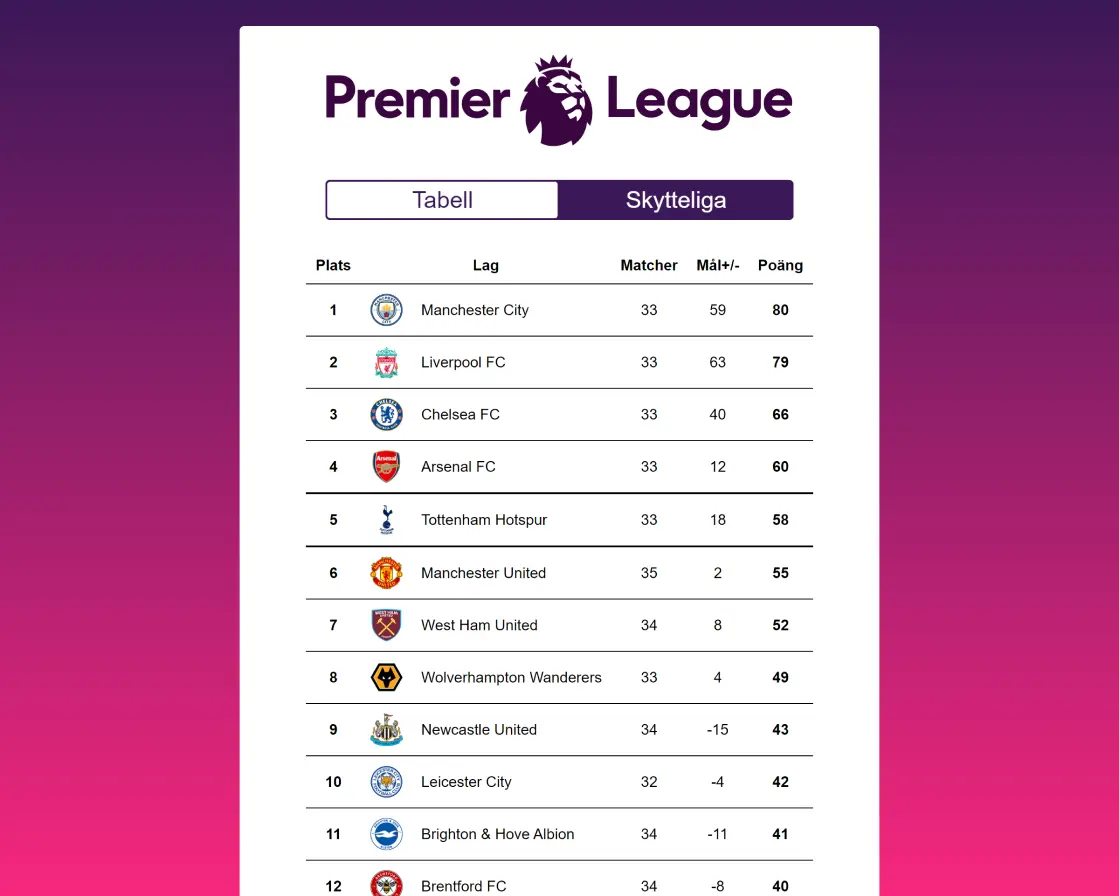 Premier League
Tabell Skytteliga
Plats Lag Matcher Mål+/- Poäng
1 Manchester City 33 59 80
2 Liverpool FC 33 63 79
3 Chelsea FC 33 40 66
4 Arsenal FC 33 12 60
5 Tottenham Hotspur 33 18 58
6 Manchester United 35 2 55
7 West Ham United 34 8 52
8 Wolverhampton Wanderers 33 4 49
9 Newcastle United 34 -15 43
10 Leicester City 32 -4 42
11 Brighton & Hove Albion 34 -11 41
12 Brentford FC 34 -8 40